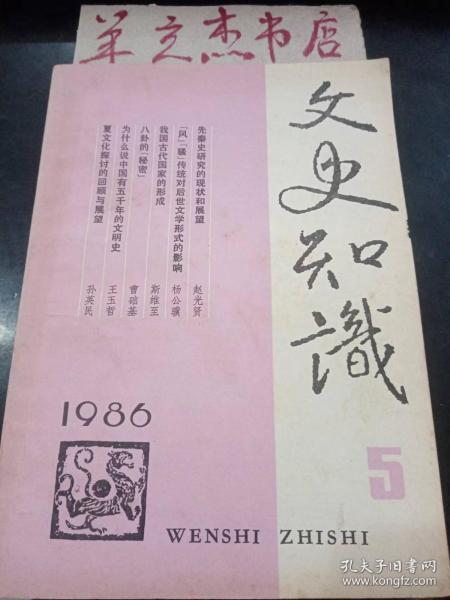 羊立杰书店
文史知識
先秦史研究的现状和展望 赵光贤
「风」「骚」传统对后世文学形式的影响 杨公骥
我国古代国家的形成 斯维至
八卦的「秘密」 曹础基
为什么说中国有五千年的文明史 王玉哲
夏文化探讨的回顾与展望 孙英民
1986
5
WENSHI ZHISHI
孔夫子旧书网
www.kongfz.com